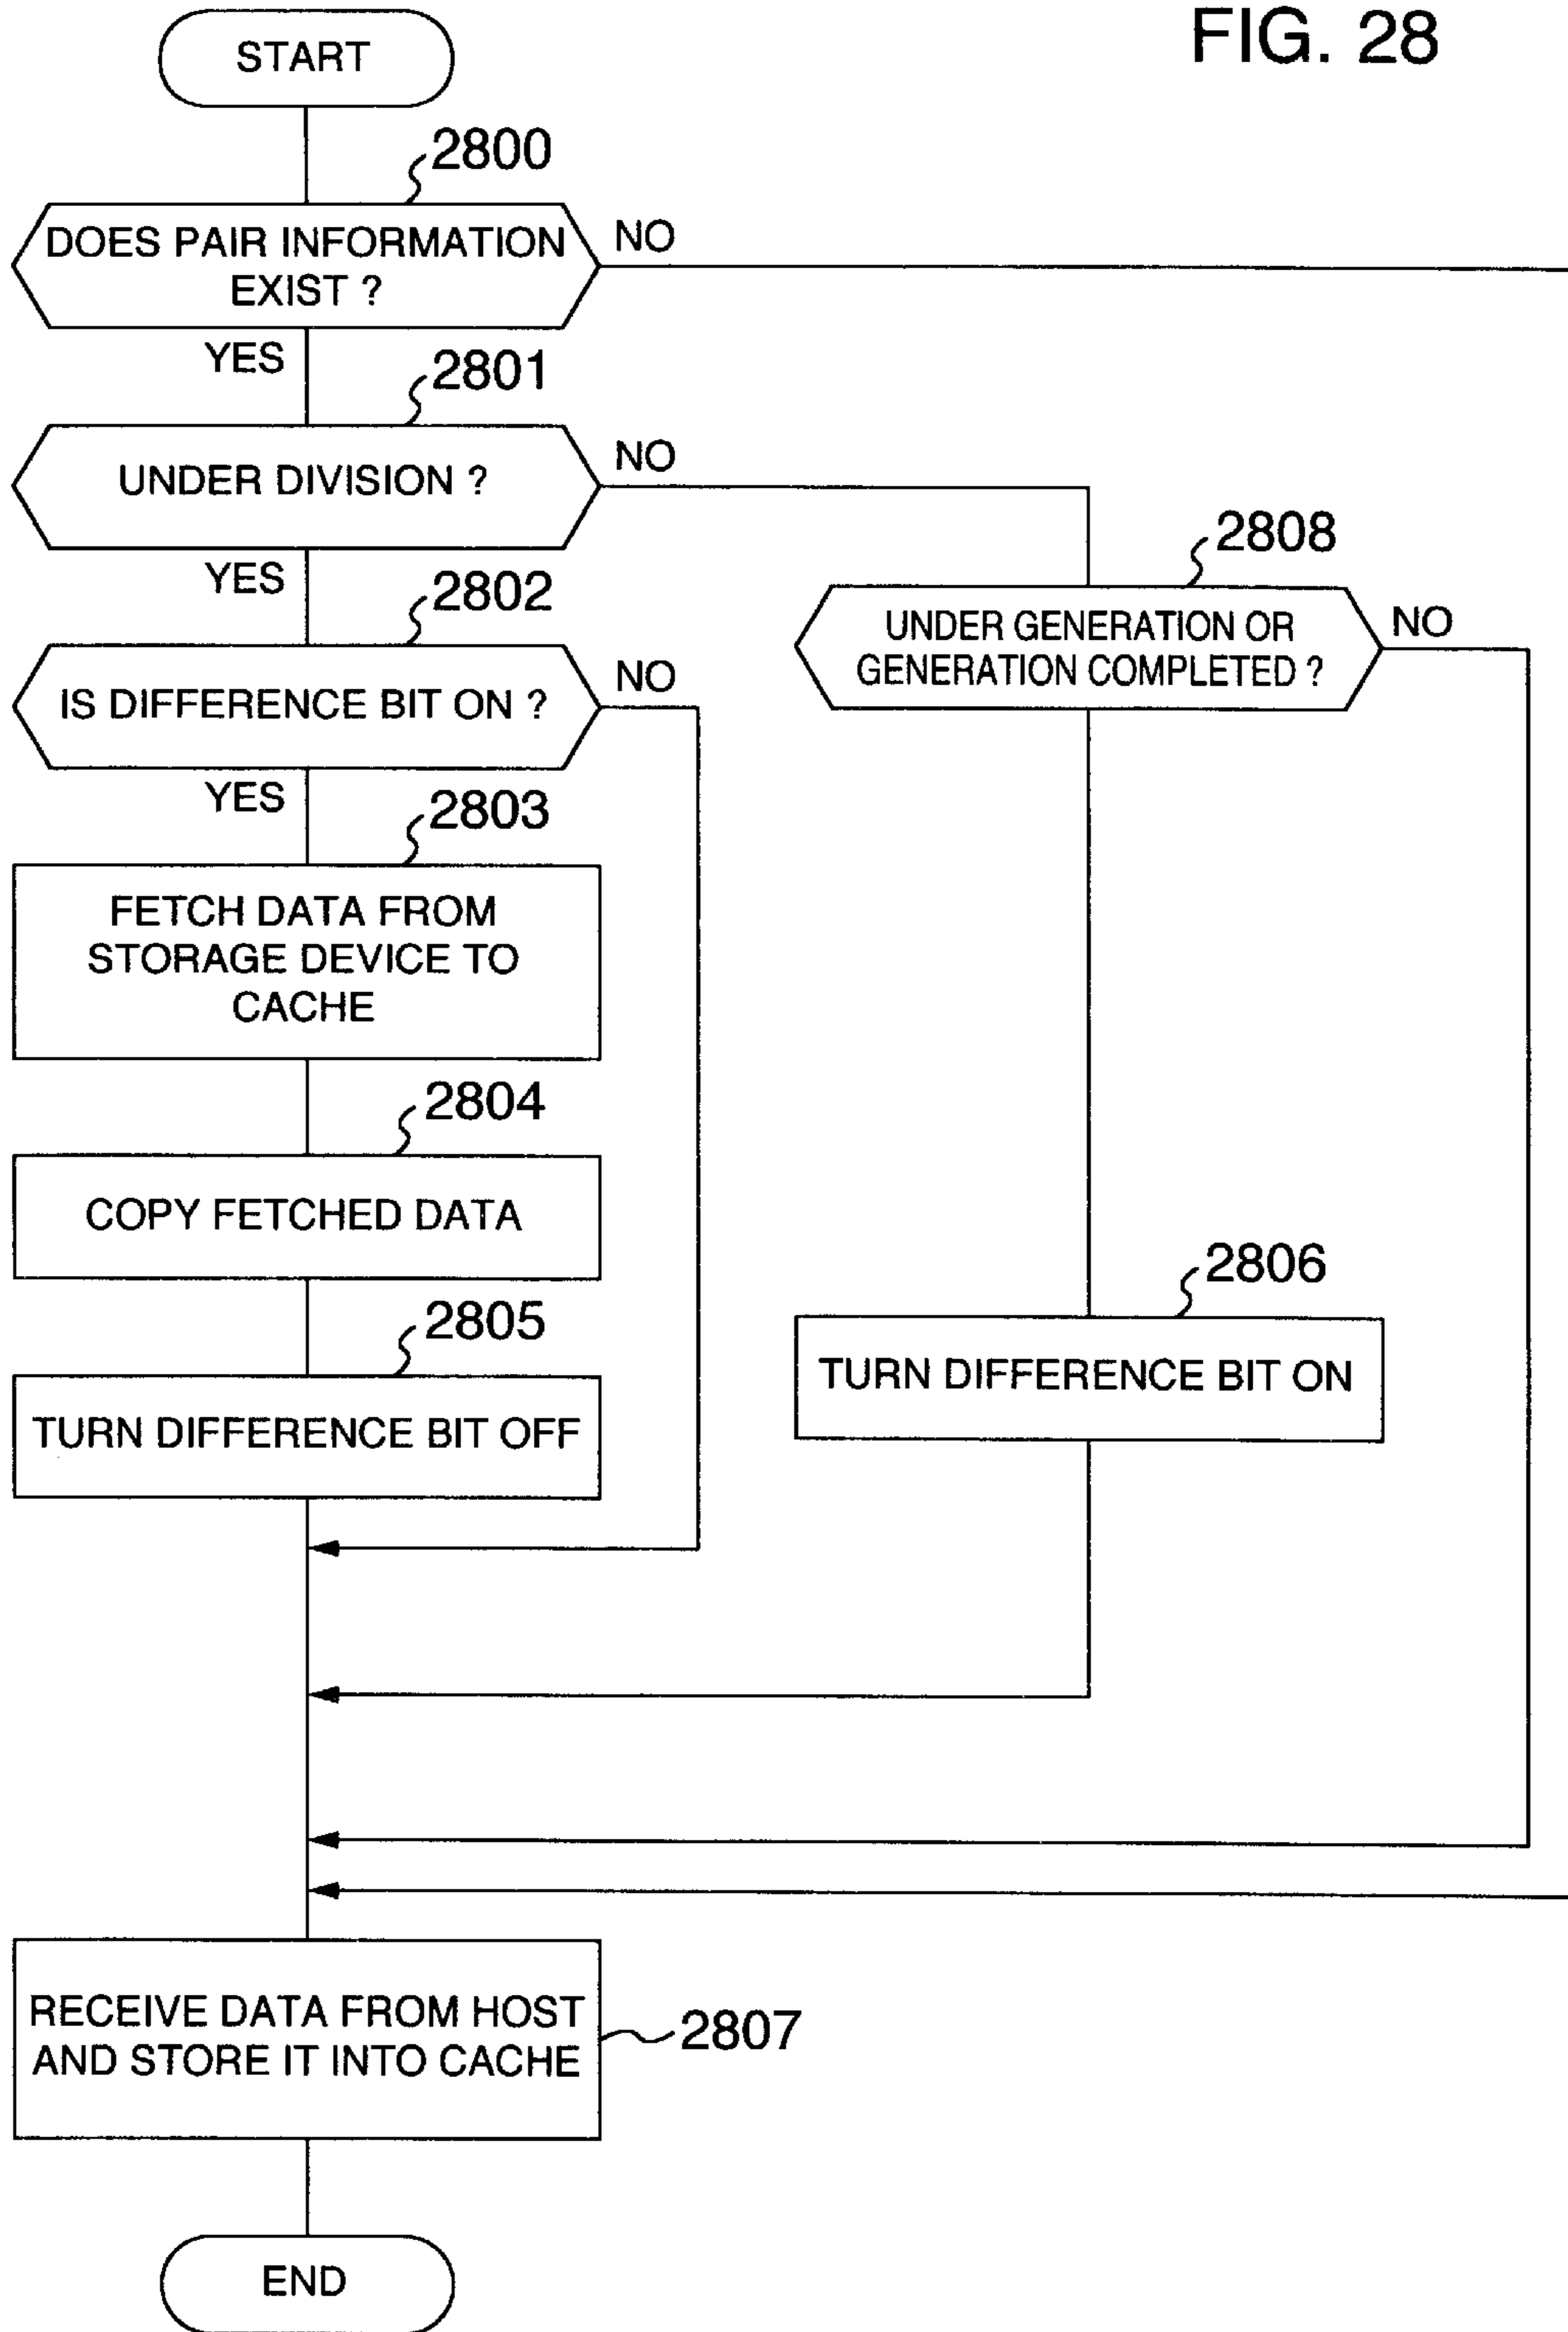 FIG. 28
START
2800
DOES PAIR INFORMATION
EXIST ?
NO
YES
2801
UNDER DIVISION ?
NO
YES
2808
UNDER GENERATION OR
GENERATION COMPLETED ?
NO
2802
IS DIFFERENCE BIT ON ?
NO
YES
2803
FETCH DATA FROM
STORAGE DEVICE TO
CACHE
2804
COPY FETCHED DATA
2805
TURN DIFFERENCE BIT OFF
2806
TURN DIFFERENCE BIT ON
RECEIVE DATA FROM HOST
AND STORE IT INTO CACHE
2807
END